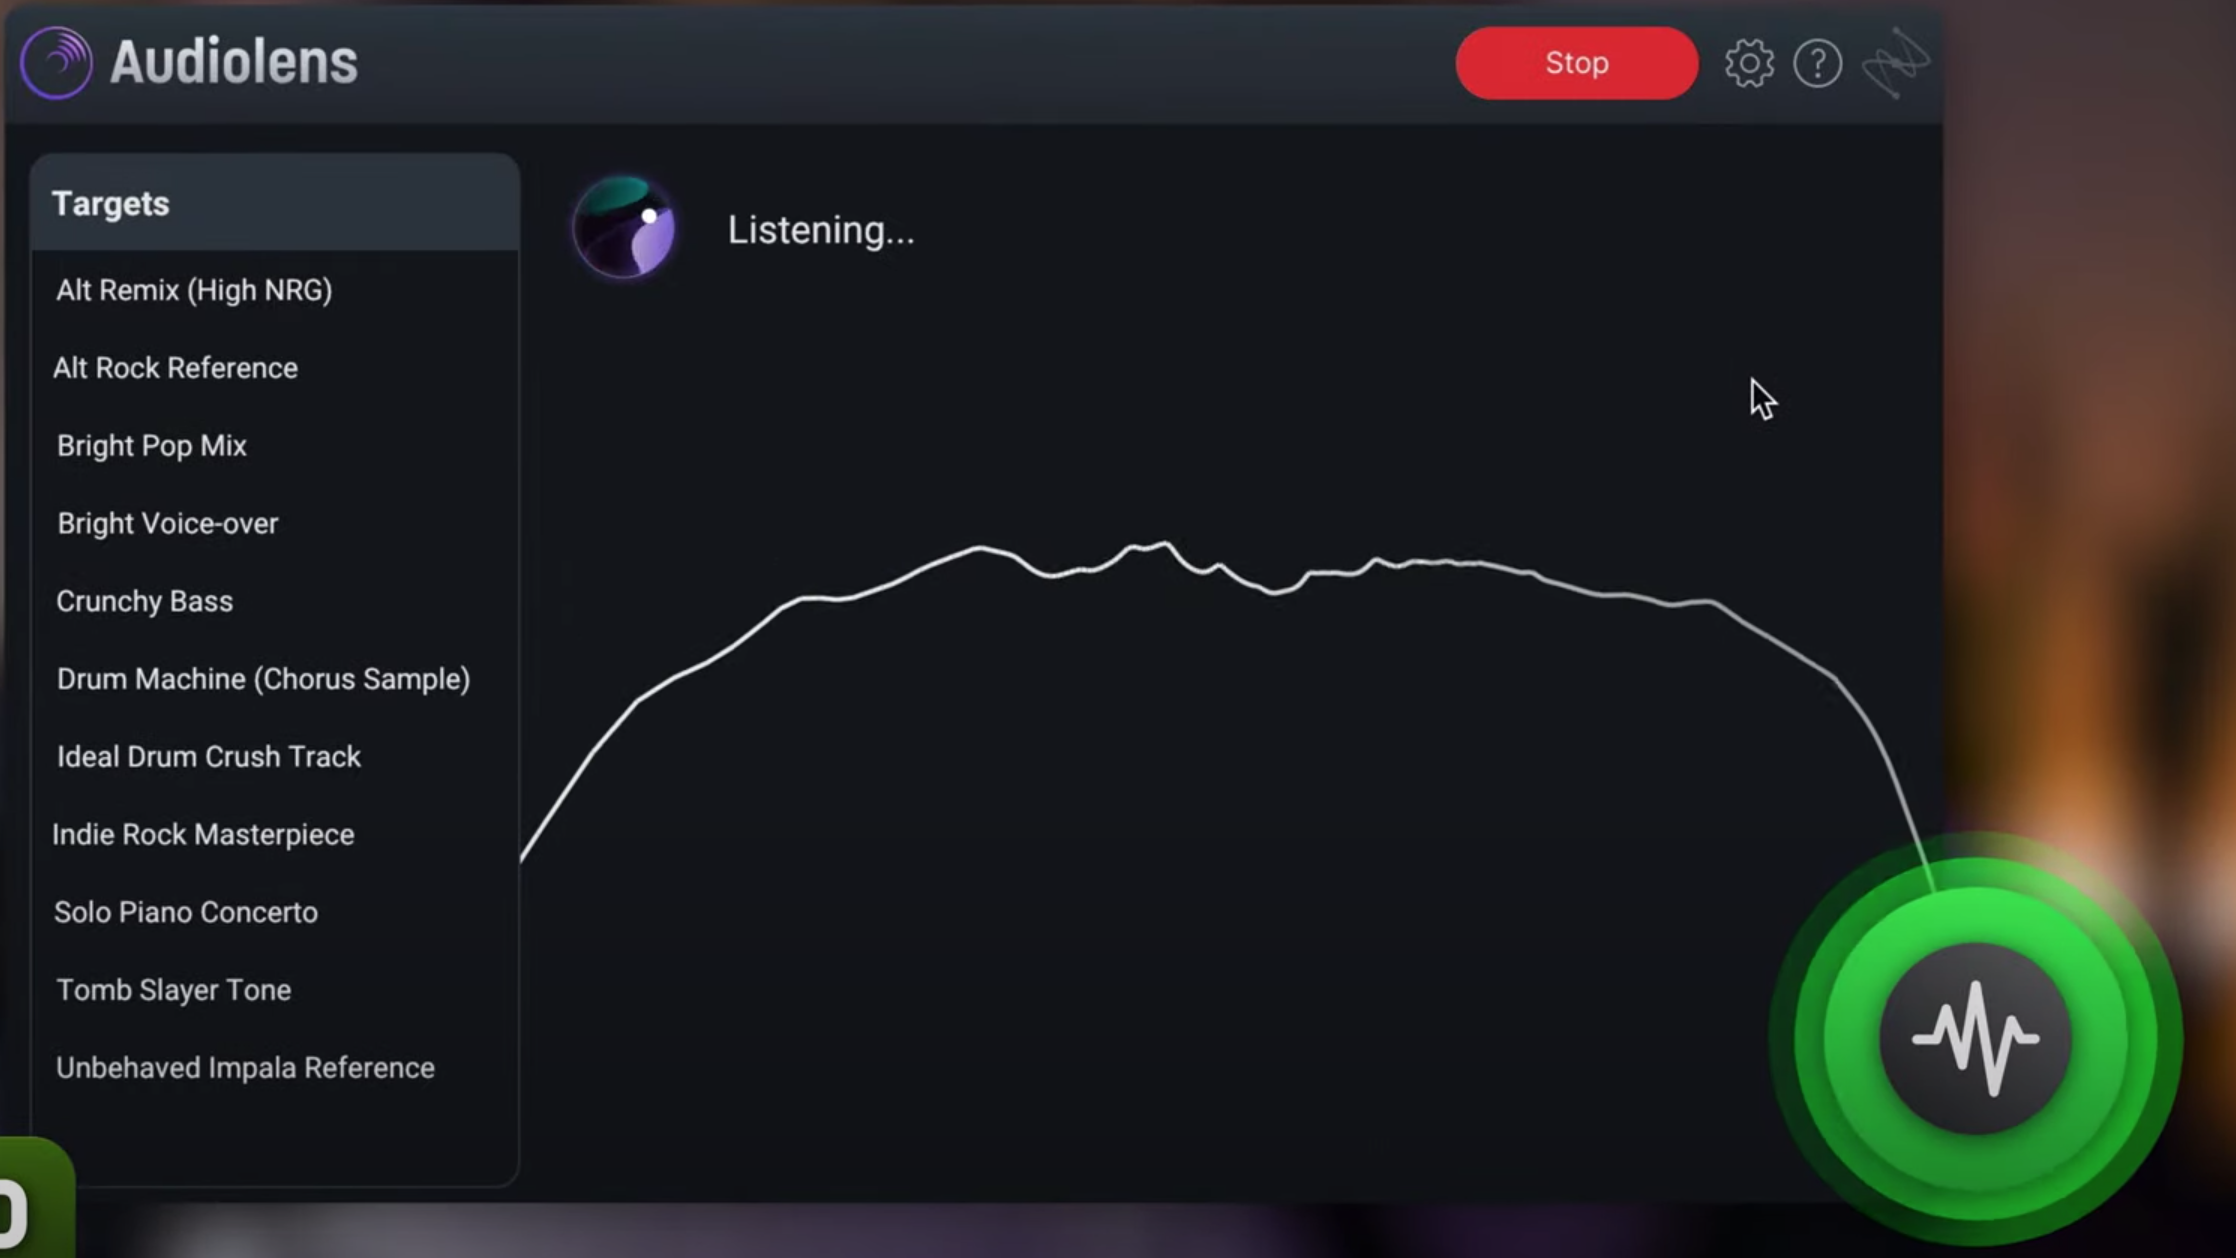 Audiolens
Stop
Targets
Listening...
Alt Remix (High NRG)
Alt Rock Reference
Bright Pop Mix
Bright Voice-over
Crunchy Bass
Drum Machine (Chorus Sample)
Ideal Drum Crush Track
Indie Rock Masterpiece
Solo Piano Concerto
Tomb Slayer Tone
Unbehaved Impala Reference